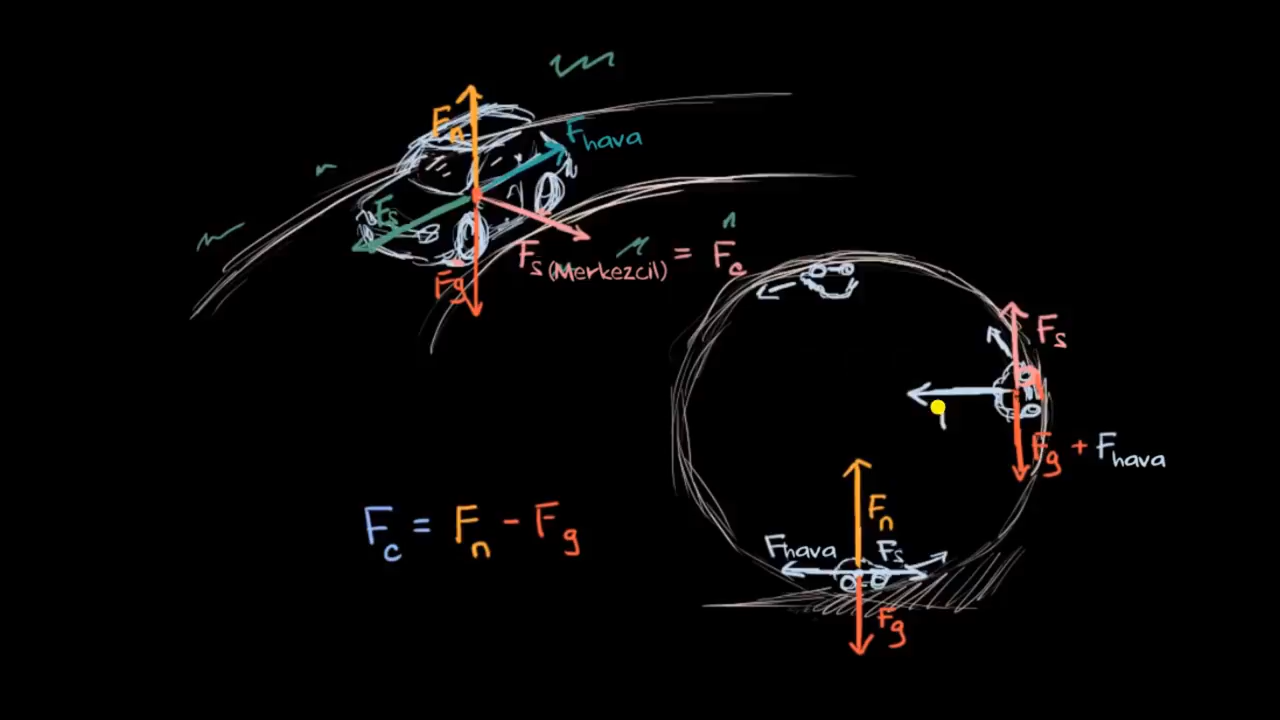 Fn
Fhava
Fs
Fs (Merkezcil) = Fc
Fg
Fs
Fg + Fhava
Fn
Fc = Fn - Fg
Fhava
Fs
Fg